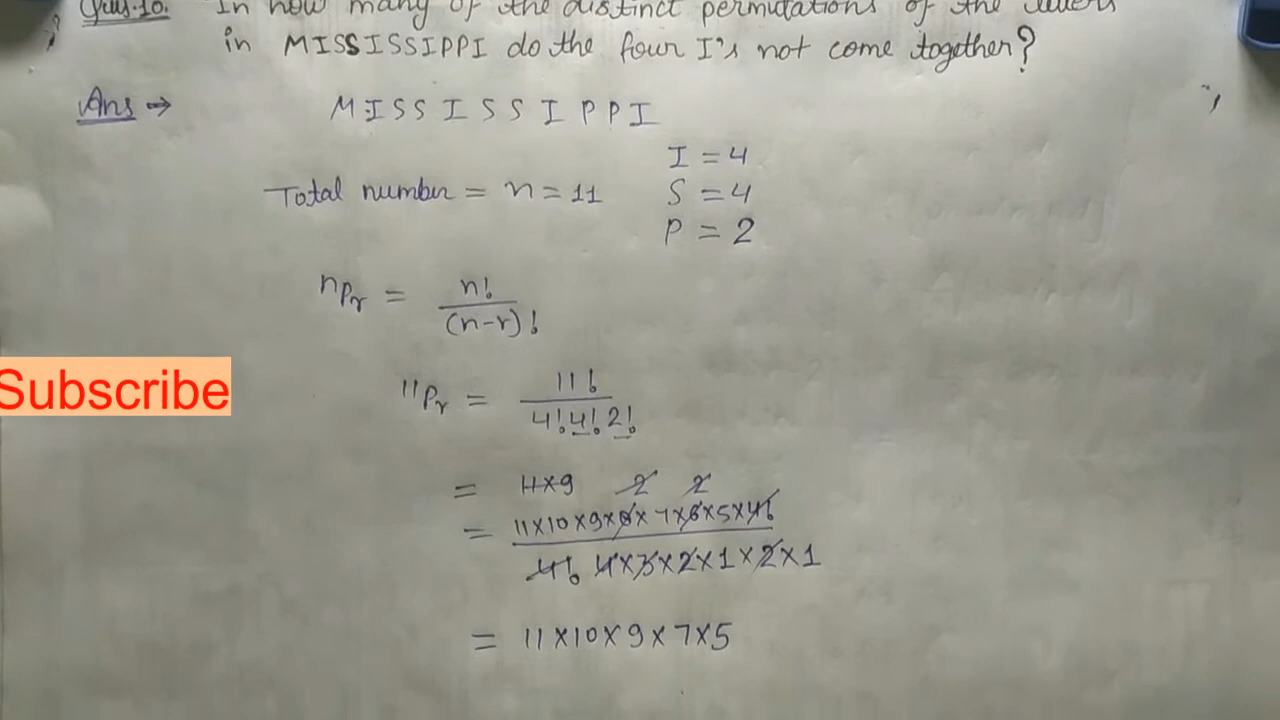 Ques.10. In how many of the distinct permutations of the letters
in MISSISSIPPI do the four I's not come together?
Ans → M I S S I S S I P P I
I = 4
Total number = n = 11 S = 4
P = 2
nPr = n! / (n-r)!
11Pr = 11! / 4! 4! 2!
Subscribe
= 11×9 2 2
= 11×10×9×8×7×6×5×4! / 4! 4×3×2×1×2×1
= 11×10×9×7×5